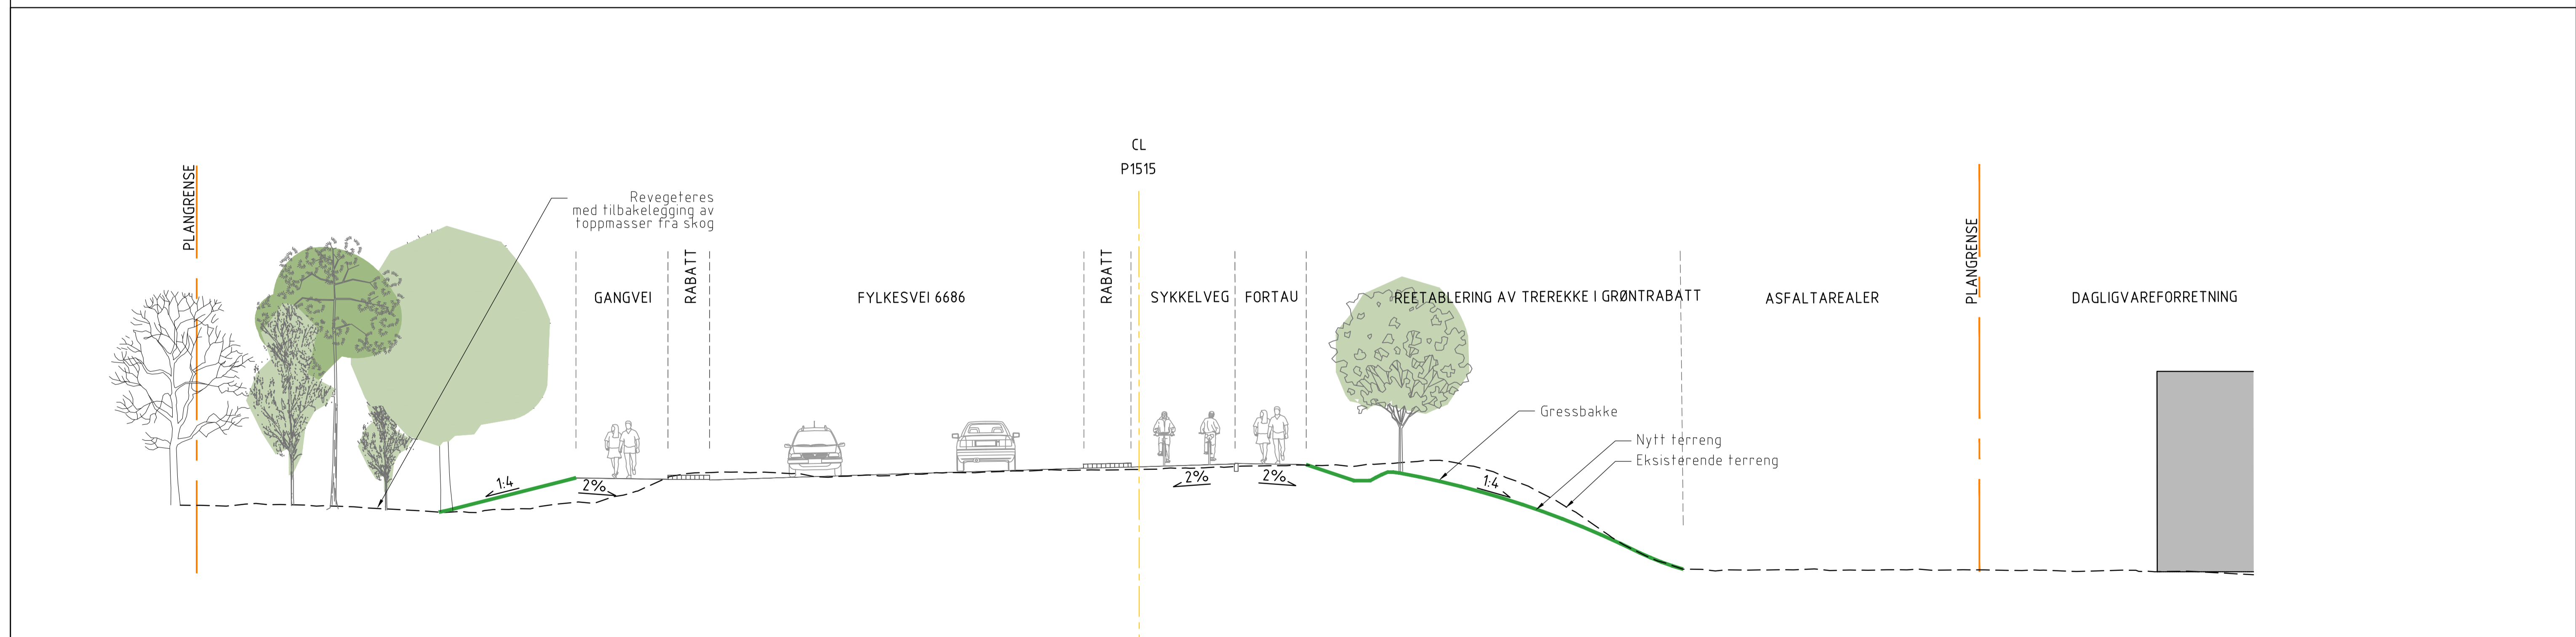 CL
P1515
PLANGRENSE
Revegeteres
med tilbakelegging av
toppmasser fra skog
GANGVEI
RABATT
FYLKESVEI 6686
RABATT
SYKKELVEG
FORTAU
REETABLERING AV TREREKKE I GRØNTRABATT
ASFALTAREALER
PLANGRENSE
DAGLIGVAREFORRETNING
Gressbakke
Nytt terreng
Eksisterende terreng
1:4
2%
2%
2%
1:4